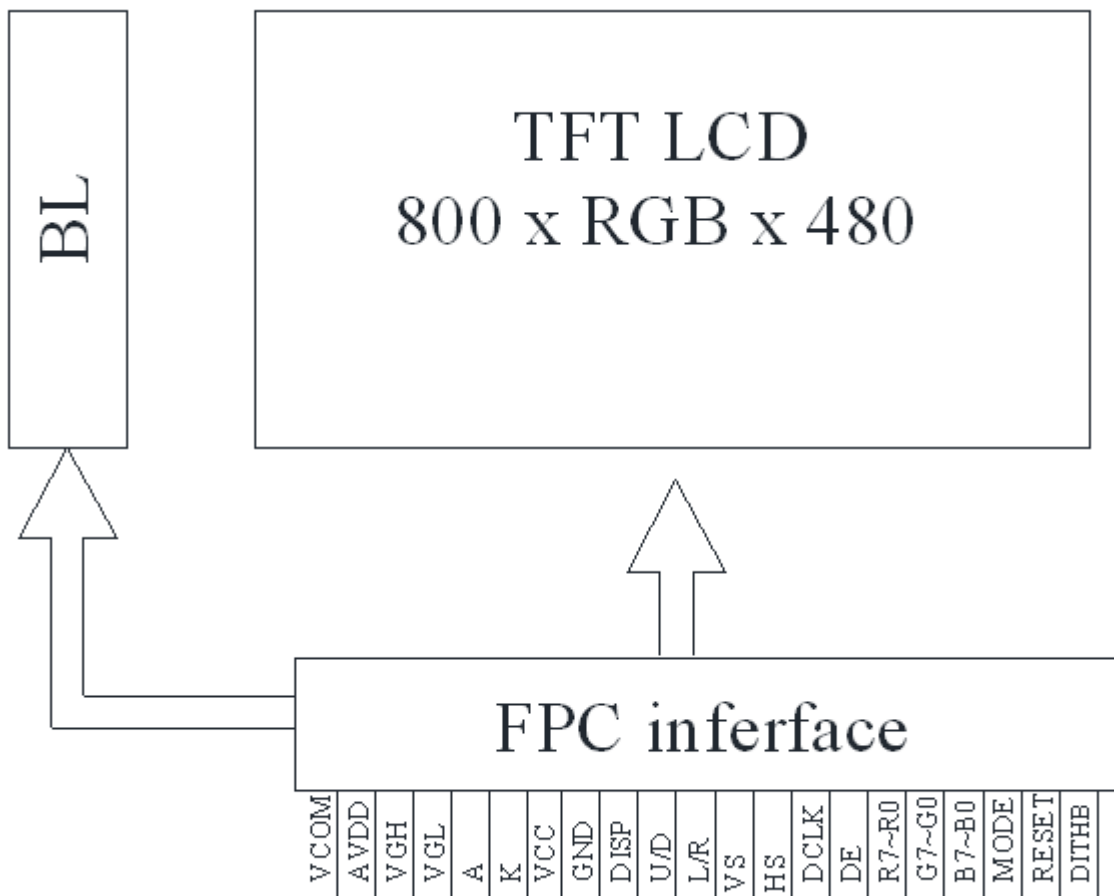 BL
TFT LCD
800 x RGB x 480
FPC inferface
VCOM
AVDD
VGH
VGL
A
K
VCC
GND
DISP
U/D
L/R
VS
HS
DCLK
DE
R7~R0
G7~G0
B7~B0
MODE
RESET
DITHB